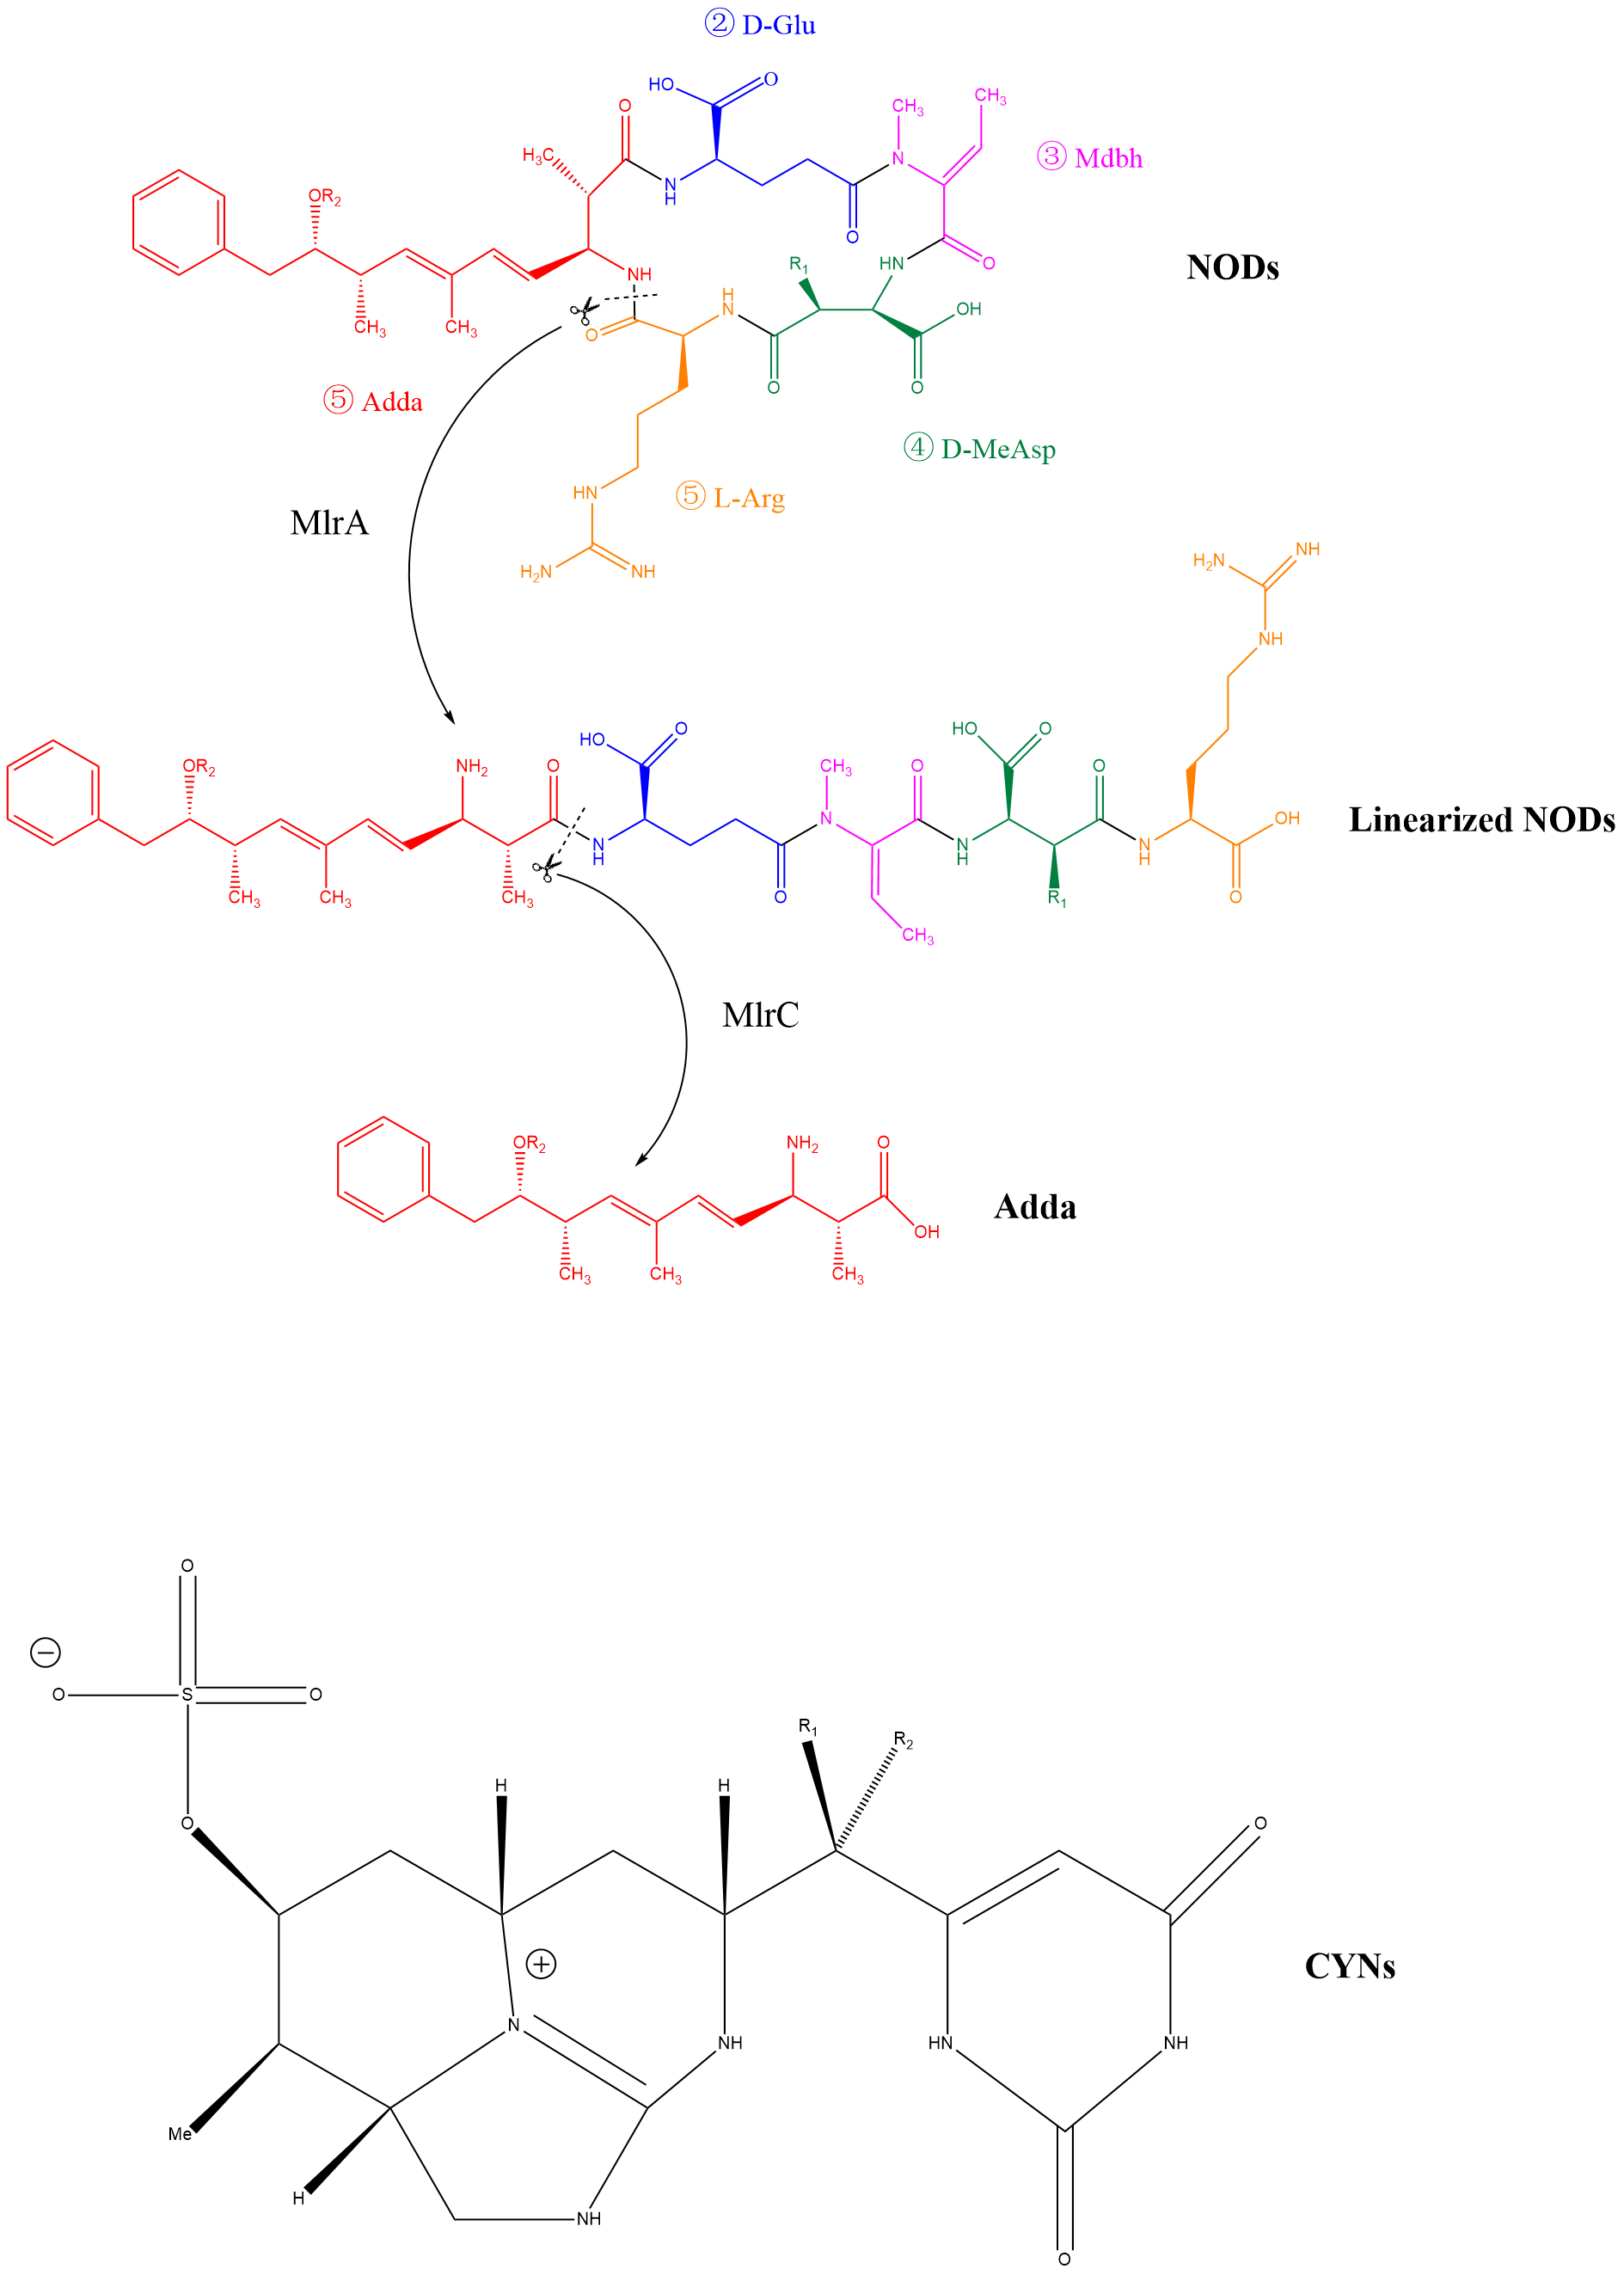 ② D-Glu
HO
O
CH₃
CH₃
O
H₃C
N
③ Mdbh
OR₂
N
H
O
R₁
HN
O
NODs
NH
H
N
OH
CH₃
CH₃
O
O
O
⑤ Adda
④ D-MeAsp
HN
⑤ L-Arg
MlrA
H₂N
NH
H₂N
NH
NH
HO
O
HO
O
OR₂
NH₂
O
CH₃
O
O
N
OH
Linearized NODs
N
H
N
H
N
H
CH₃
CH₃
CH₃
O
R₁
O
CH₃
MlrC
OR₂
NH₂
O
Adda
OH
CH₃
CH₃
CH₃
O
−
O
S
O
R₁
R₂
H
H
O
O
+
CYNs
N
NH
HN
NH
Me
H
NH
O